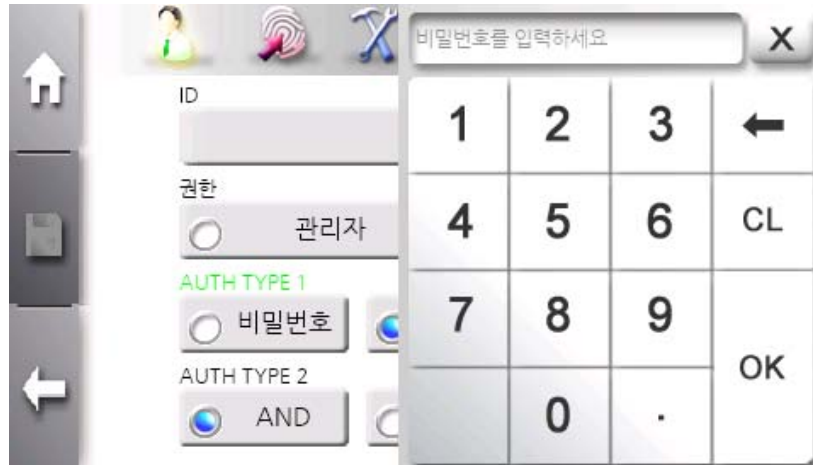 ID
권한
관리자
AUTH TYPE 1
비밀번호
AUTH TYPE 2
AND
비밀번호를 입력하세요 X
1 2 3
4 5 6 CL
7 8 9
OK
0 .